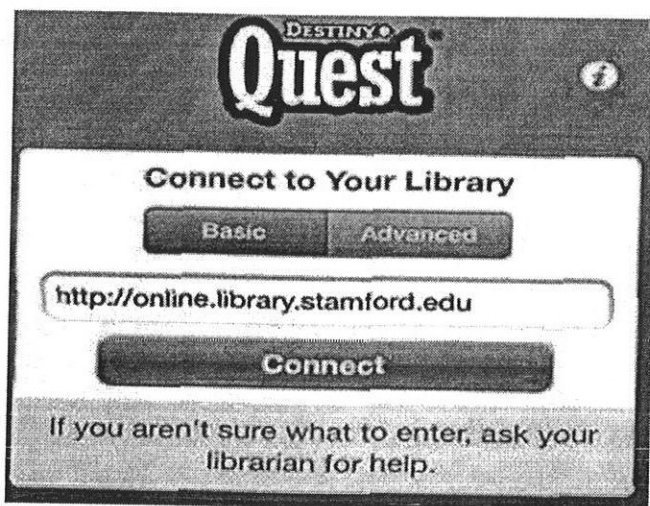 DESTINY
Quest
i
Connect to Your Library
Basic Advanced
http://online.library.stamford.edu
Connect
If you aren't sure what to enter, ask your
librarian for help.